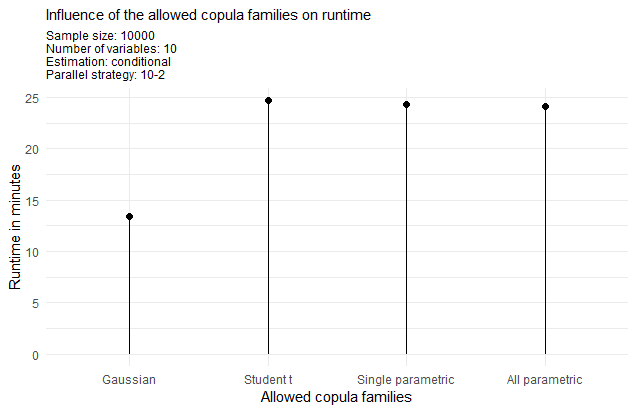 Influence of the allowed copula families on runtime
Sample size: 10000
Number of variables: 10
Estimation: conditional
Parallel strategy: 10-2
25
20
15
10
5
0
Runtime in minutes
Gaussian
Student t
Single parametric
All parametric
Allowed copula families